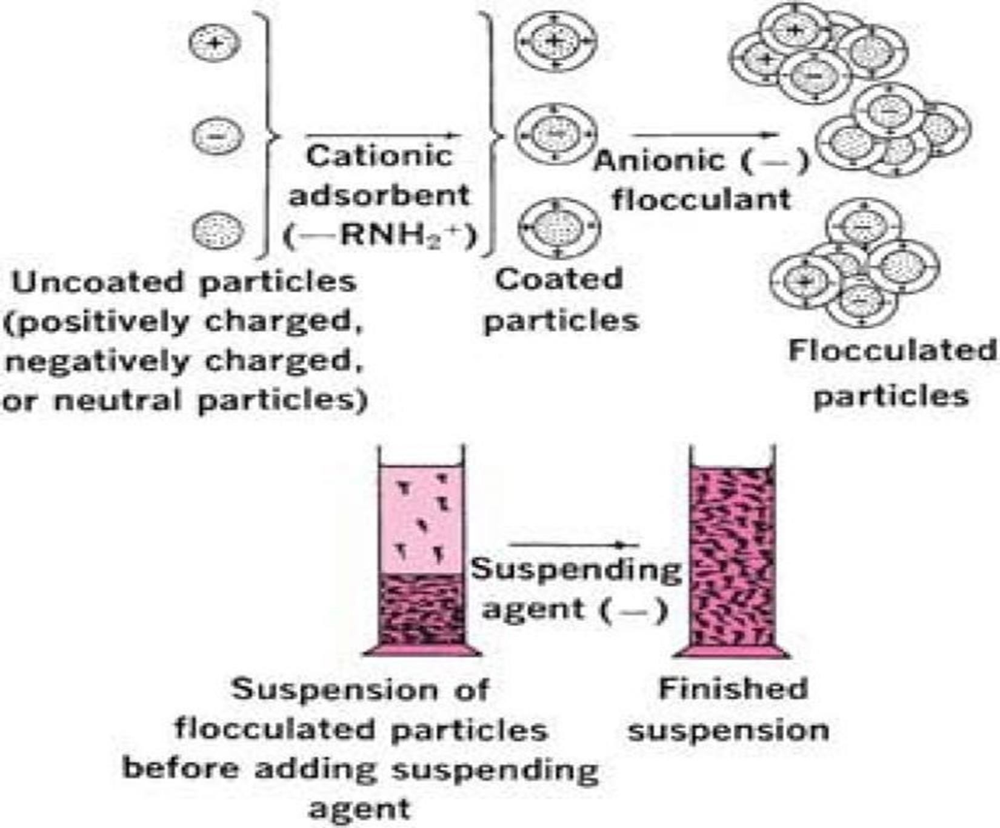 +
−
Cationic
adsorbent
(—RNH₂⁺)
Uncoated particles
(positively charged,
negatively charged,
or neutral particles)
+
−
Coated
particles
Anionic (−)
flocculant
Flocculated
particles
Suspending
agent (−)
Suspension of
flocculated particles
before adding suspending
agent
Finished
suspension